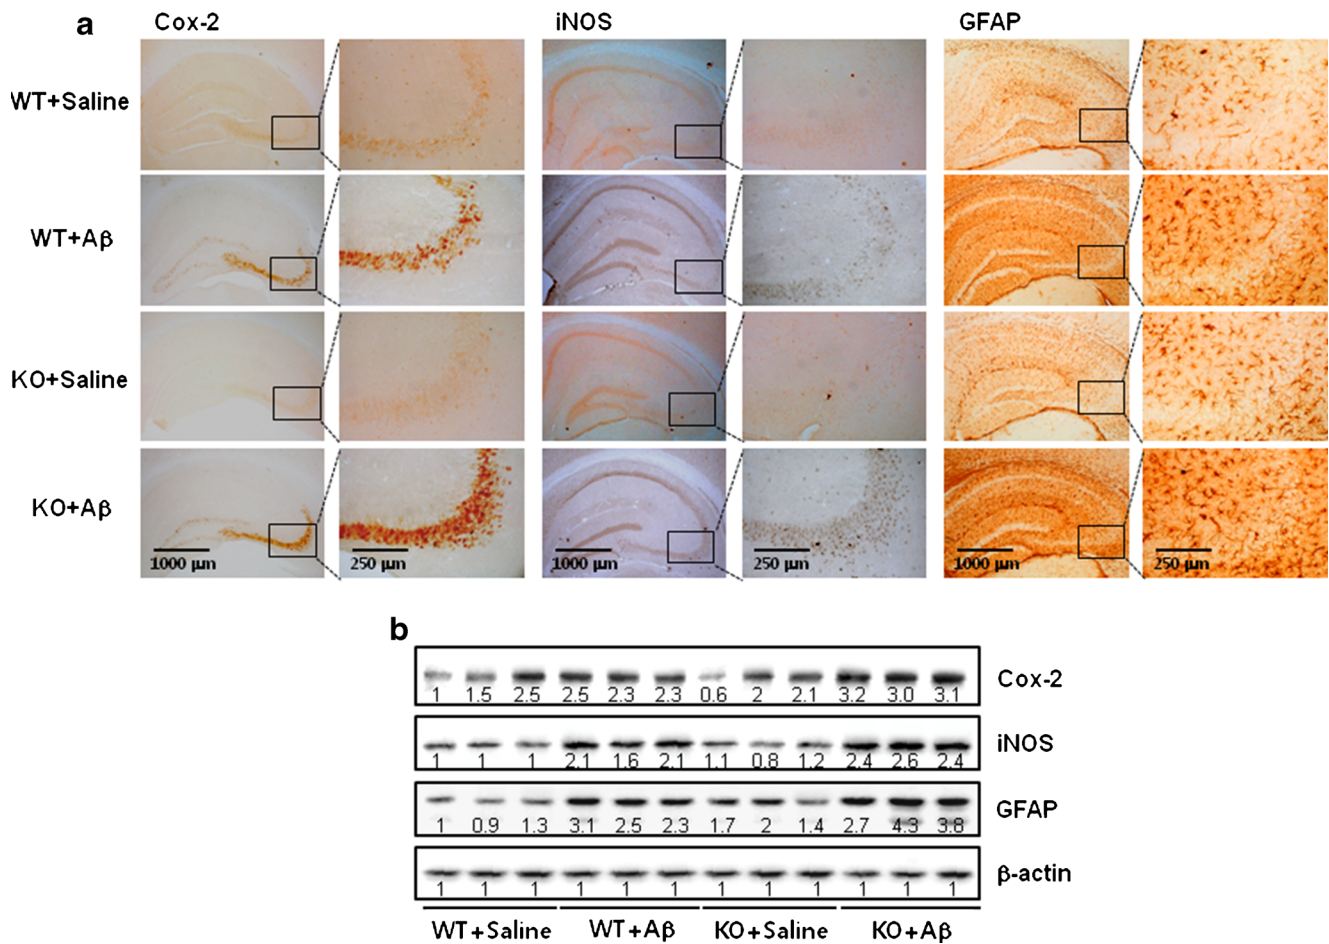 a
Cox-2 iNOS GFAP
WT+Saline
WT+Aβ
KO+Saline
KO+Aβ
1000 μm 250 μm 1000 μm 250 μm 1000 μm 250 μm
b
1 1.5 2.5 2.5 2.3 2.3 0.6 2 2.1 3.2 3.0 3.1 Cox-2
1 1 1 2.1 1.6 2.1 1.1 0.8 1.2 2.4 2.6 2.4 iNOS
1 0.9 1.3 3.1 2.5 2.3 1.7 2 1.4 2.7 4.3 3.8 GFAP
1 1 1 1 1 1 1 1 1 1 1 1 β-actin
WT+Saline WT+Aβ KO+Saline KO+Aβ